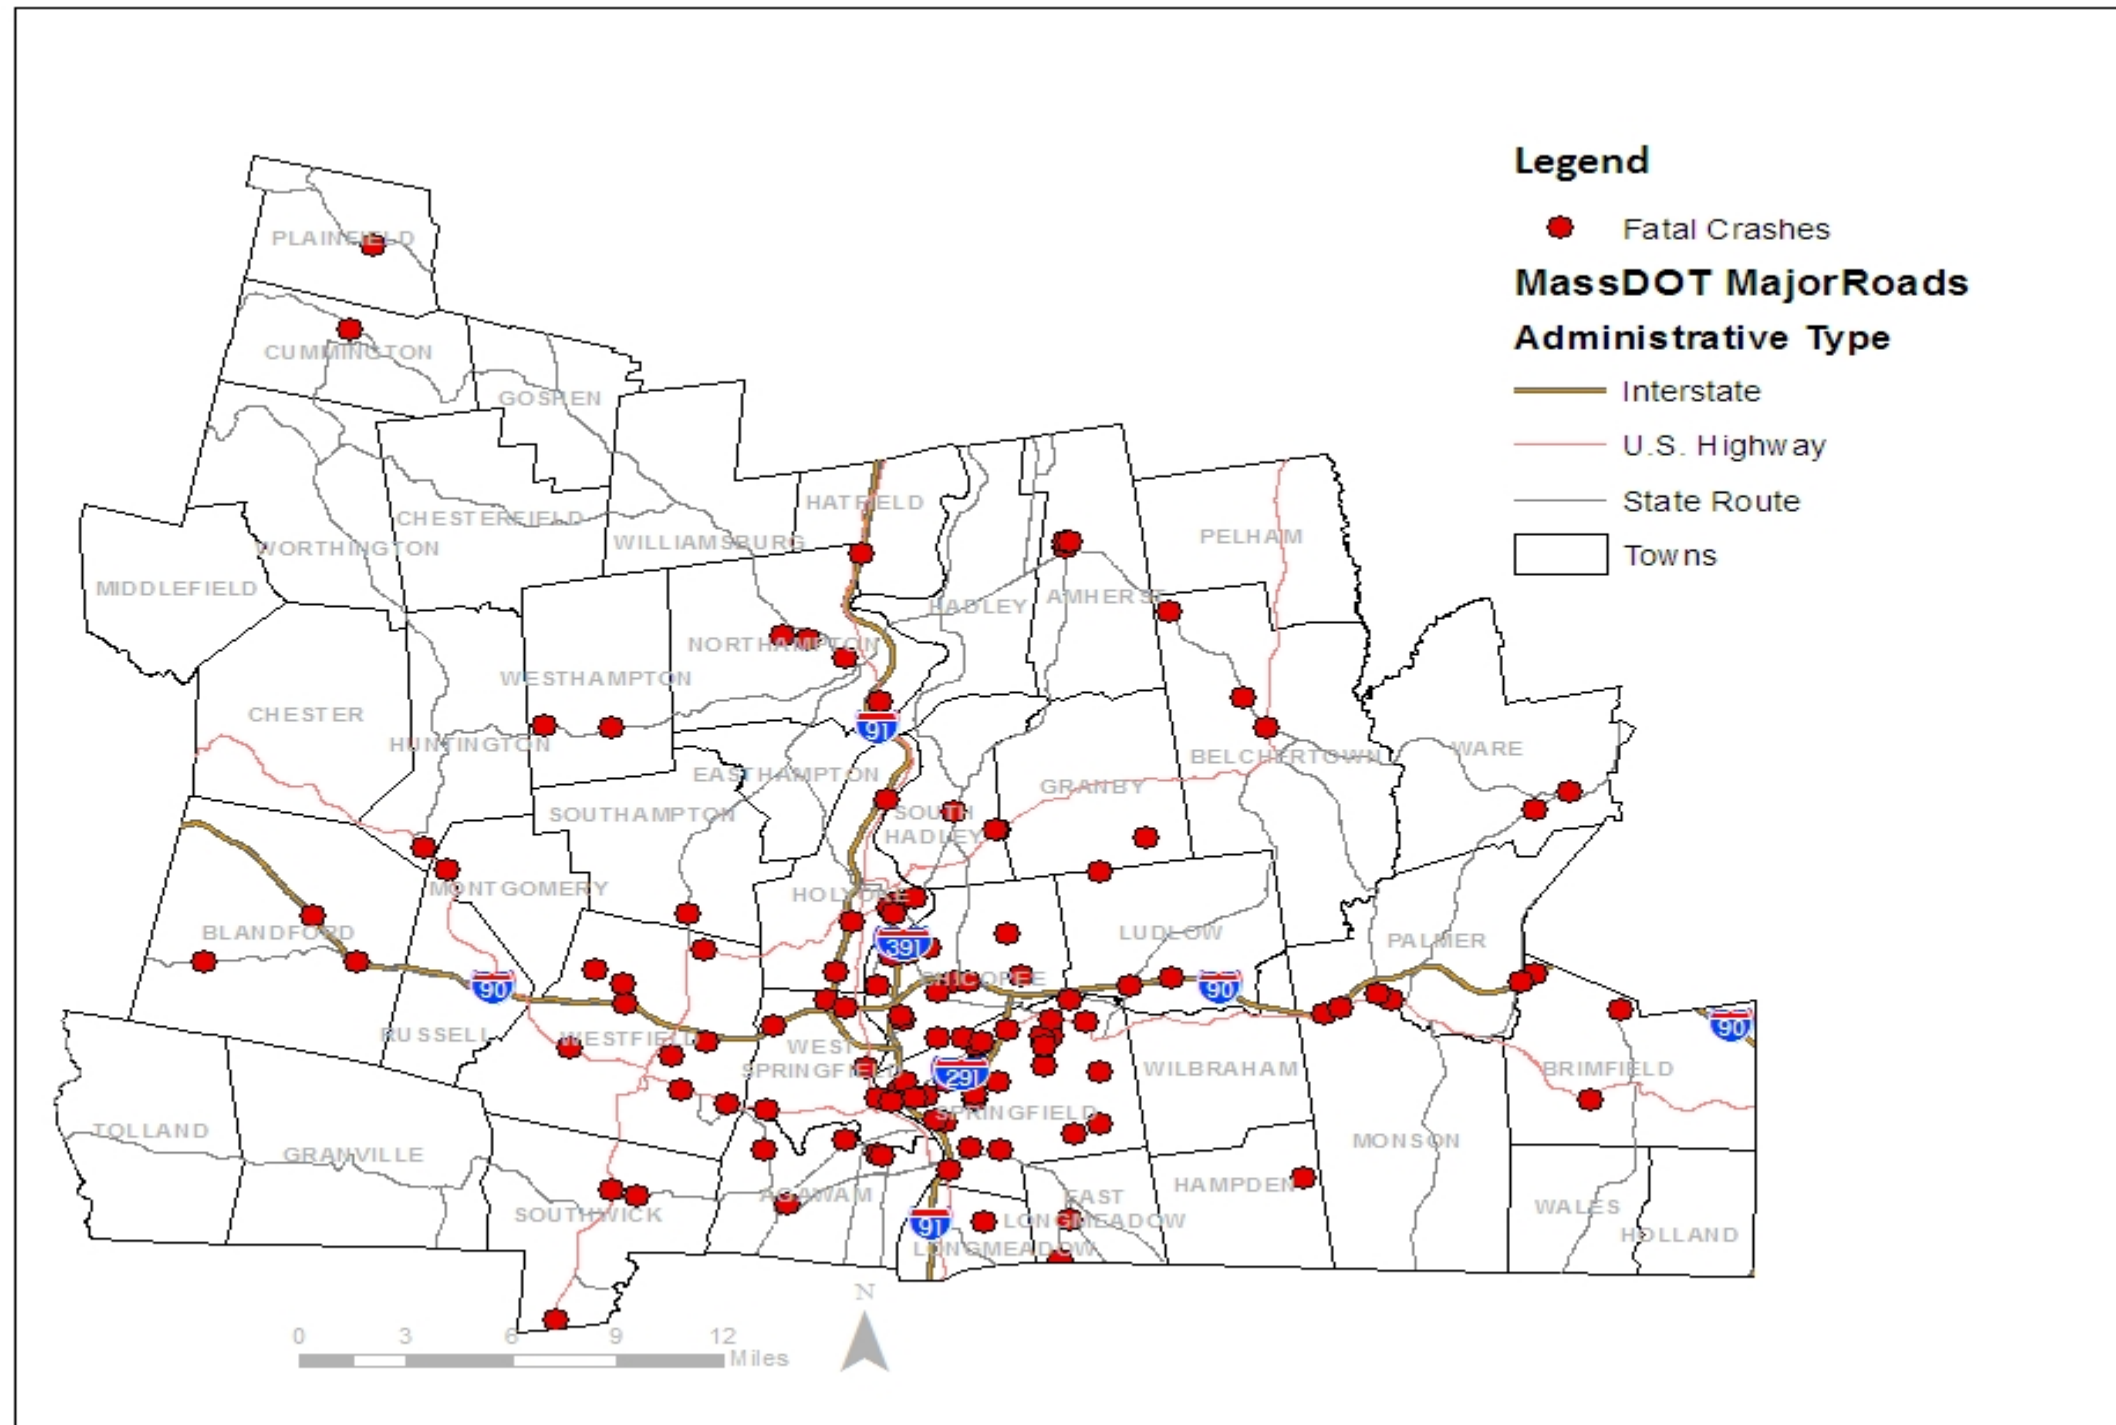 Legend
Fatal Crashes
MassDOT MajorRoads
Administrative Type
Interstate
U.S. Highway
State Route
Towns
PLAINFIELD
CUMMINGTON
GOSHEN
HATFIELD
CHESTERFIELD
WILLIAMSBURG
PELHAM
WORTHINGTON
MIDDLEFIELD
HADLEY
AMHERST
NORTHAMPTON
WESTHAMPTON
CHESTER
91
HUNTINGTON
WARE
BELCHERTOWN
EASTHAMPTON
GRANBY
SOUTHAMPTON
SOUTH
HADLEY
MONTGOMERY
HOLYOKE
BLANDFORD
LUDLOW
PALMER
391
CHICOPEE
90
90
90
RUSSELL
WESTFIELD
WEST
SPRINGFIELD
291
WILBRAHAM
BRIMFIELD
SPRINGFIELD
TOLLAND
GRANVILLE
MONSON
AGAWAM
HAMPDEN
EAST
LONGMEADOW
WALES
SOUTHWICK
91
HOLLAND
LONGMEADOW
N
0 3 6 9 12
Miles